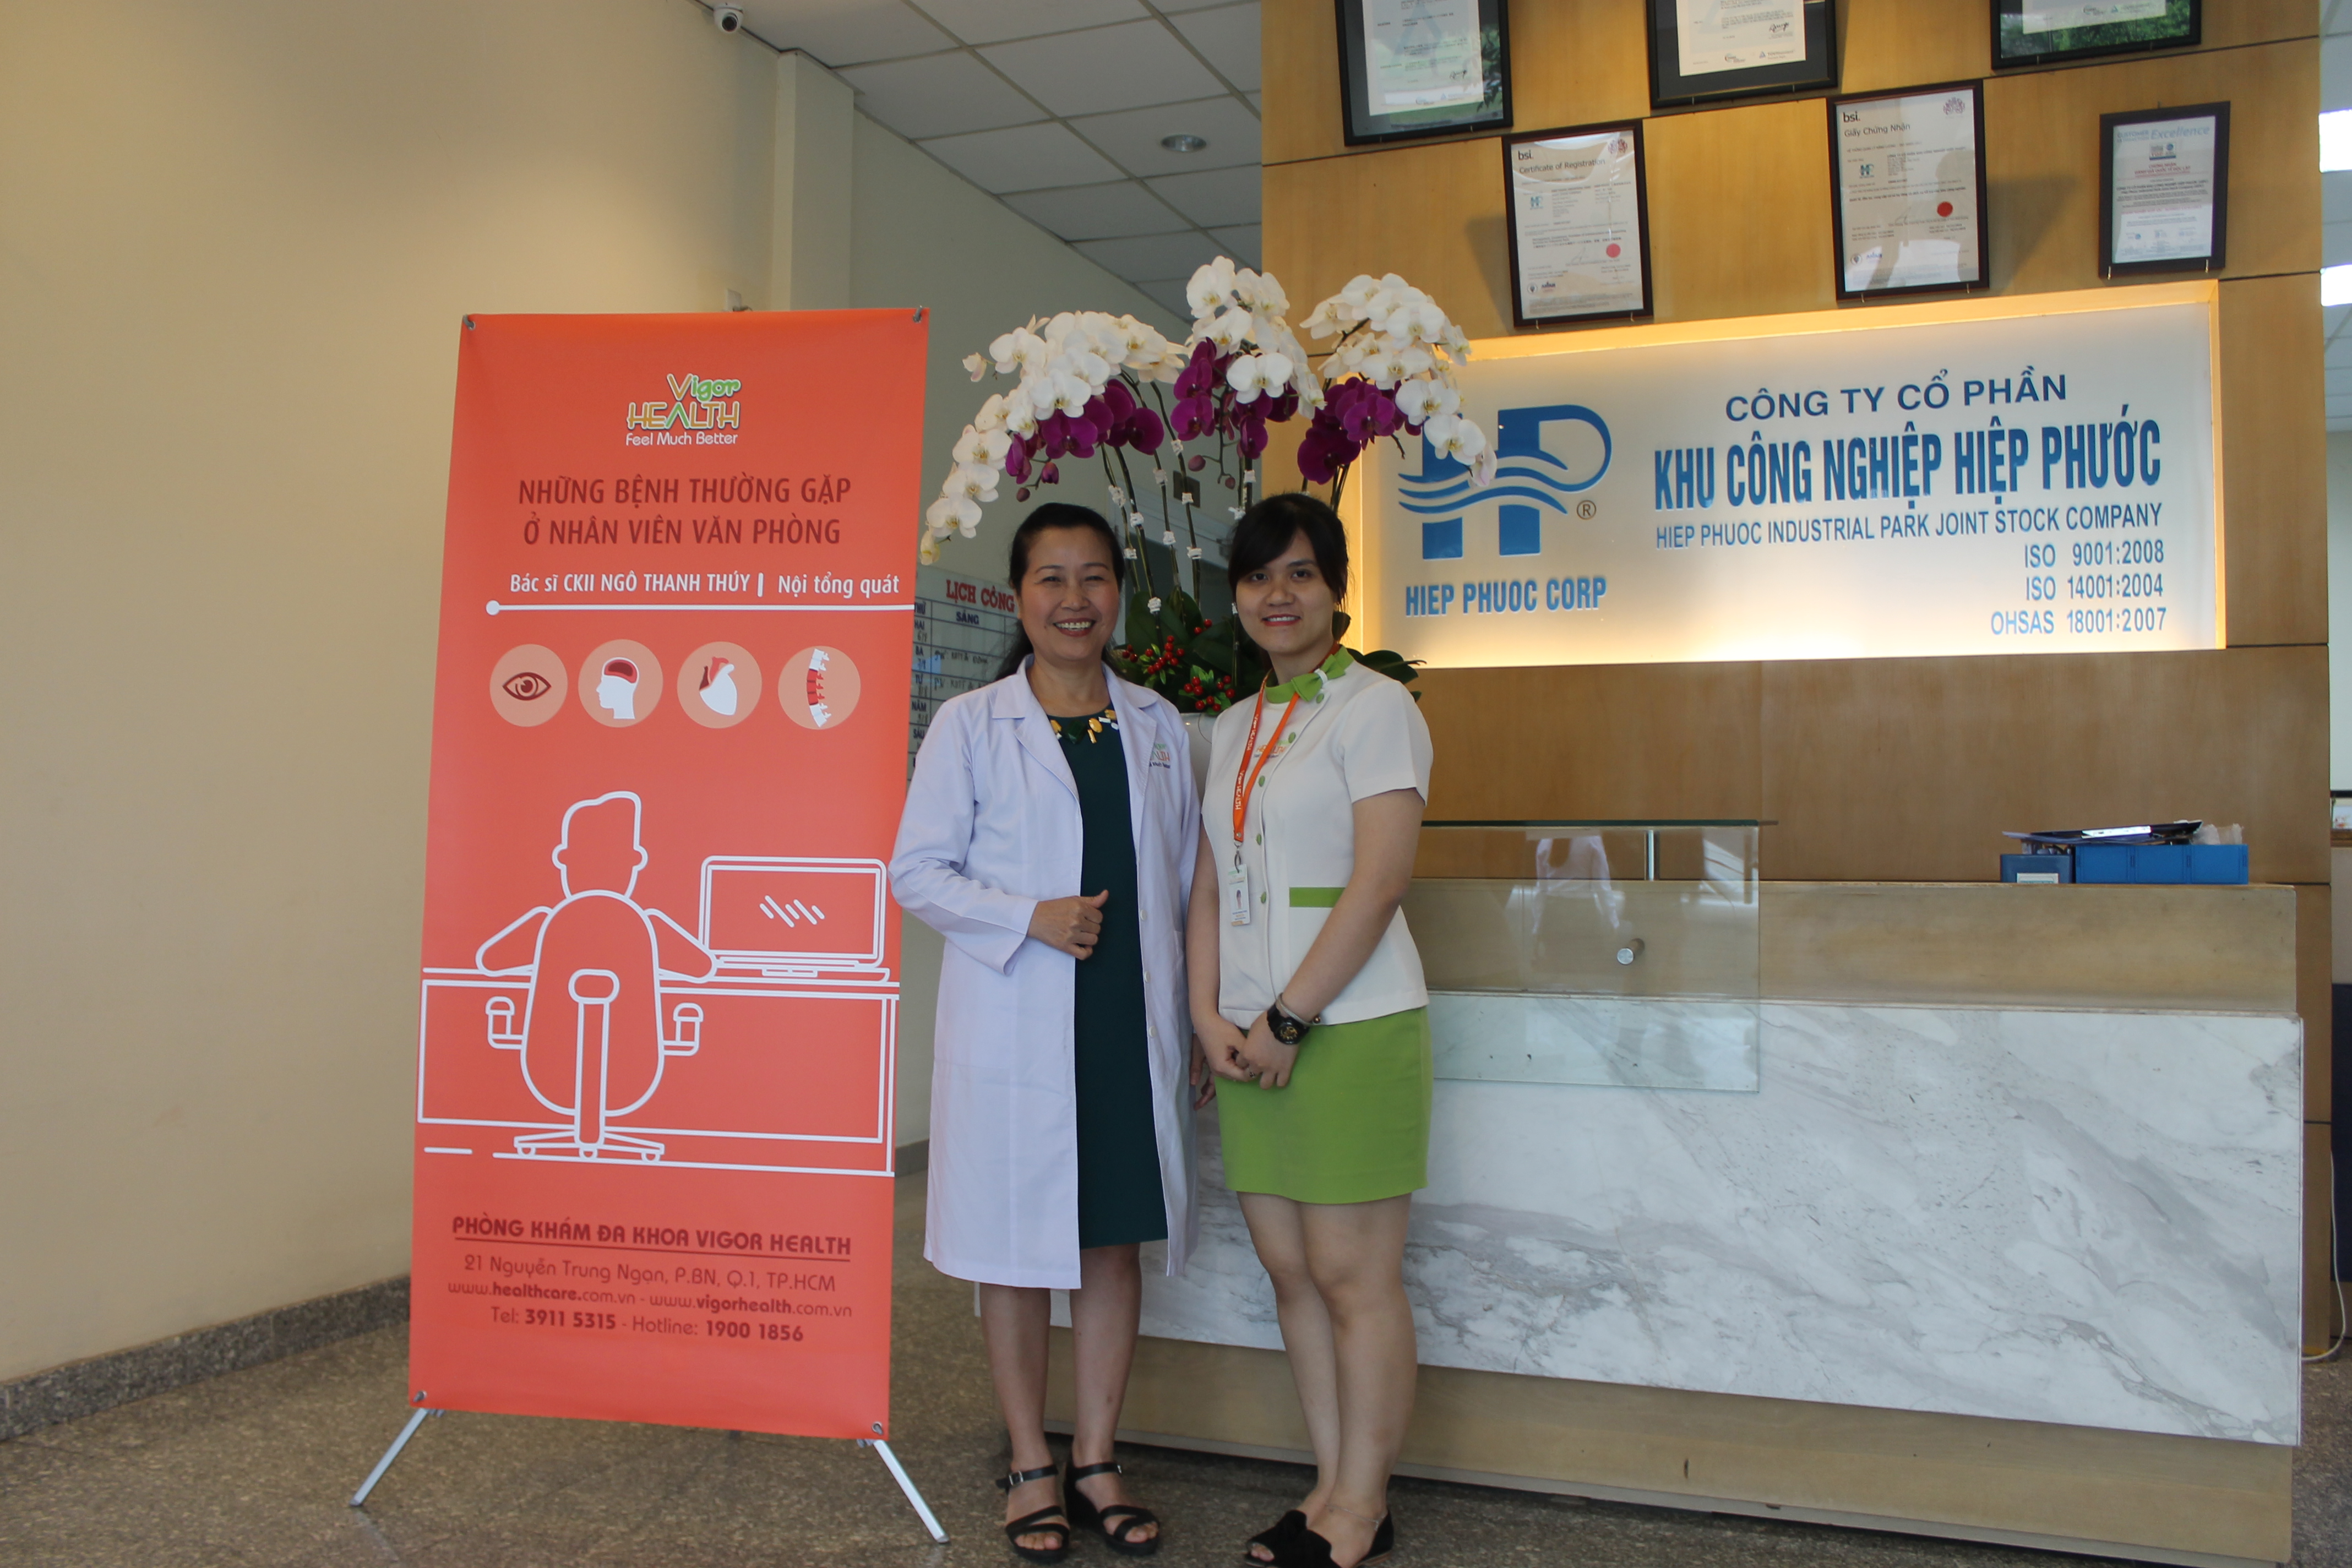 Vigor
HEALTH
Feel Much Better
NHỮNG BỆNH THƯỜNG GẶP
Ở NHÂN VIÊN VĂN PHÒNG
Bác sĩ CKII NGÔ THANH THÚY | Nội tổng quát
PHÒNG KHÁM ĐA KHOA VIGOR HEALTH
21 Nguyễn Trung Ngạn, P.BN, Q.1, TP.HCM
www.healthcare.com.vn - www.vigorhealth.com.vn
Tel: 3911 5315 - Hotline: 1900 1856
LỊCH CÔNG
SÁNG
bsi.
Certificate of Registration
bsi.
Giấy Chứng Nhận
Excellence
HP
®
HIEP PHUOC CORP
CÔNG TY CỔ PHẦN
KHU CÔNG NGHIỆP HIỆP PHƯỚC
HIEP PHUOC INDUSTRIAL PARK JOINT STOCK COMPANY
ISO 9001:2008
ISO 14001:2004
OHSAS 18001:2007